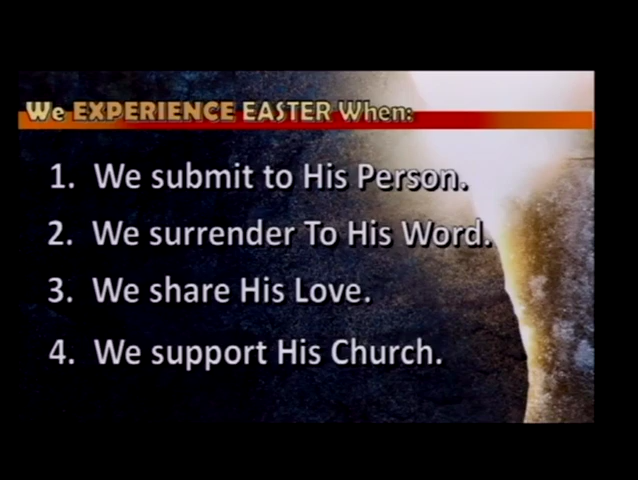 We EXPERIENCE EASTER When:
1. We submit to His Person.
2. We surrender To His Word.
3. We share His Love.
4. We support His Church.